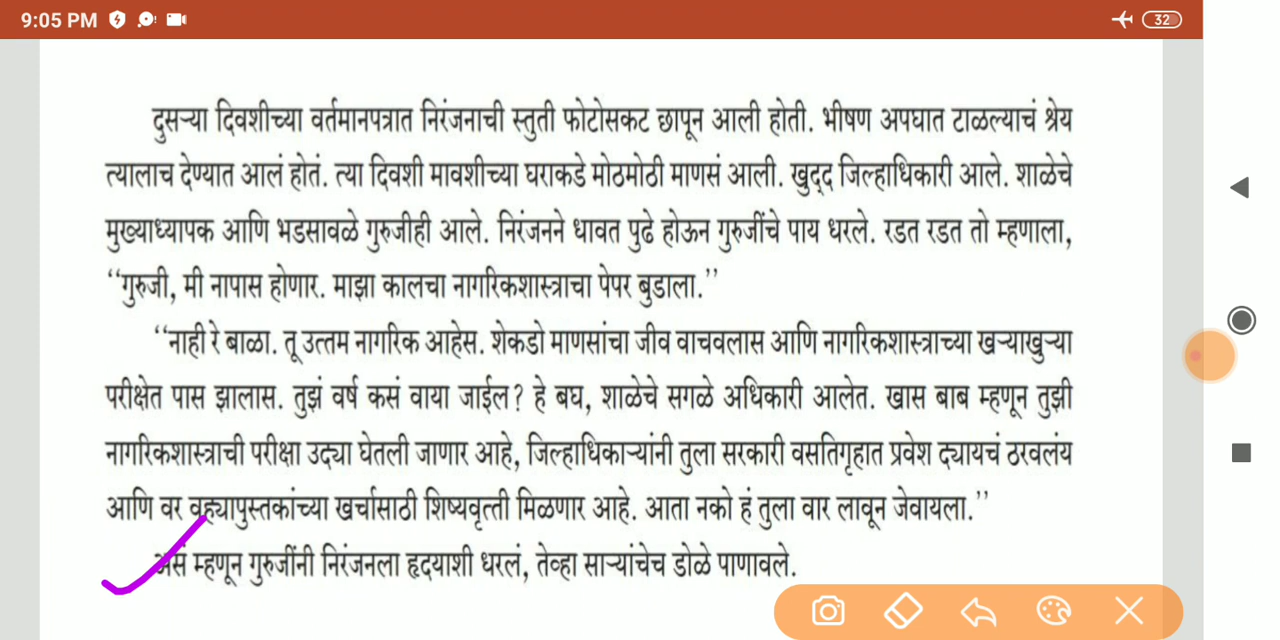 9:05 PM
32
दुसऱ्या दिवशीच्या वर्तमानपत्रात निरंजनाची स्तुती फोटोसकट छापून आली होती. भीषण अपघात टाळल्याचं श्रेय
त्यालाच देण्यात आलं होतं. त्या दिवशी मावशीच्या घराकडे मोठमोठी माणसं आली. खुद्द जिल्हाधिकारी आले. शाळेचे
मुख्याध्यापक आणि भडसावळे गुरुजीही आले. निरंजनने धावत पुढे होऊन गुरुजींचे पाय धरले. रडत रडत तो म्हणाला,
‘‘गुरुजी, मी नापास होणार. माझा कालचा नागरिकशास्त्राचा पेपर बुडाला.’’
‘‘नाही रे बाळा. तू उत्तम नागरिक आहेस. शेकडो माणसांचा जीव वाचवलास आणि नागरिकशास्त्राच्या खऱ्याखुऱ्या
परीक्षेत पास झालास. तुझं वर्ष कसं वाया जाईल? हे बघ, शाळेचे सगळे अधिकारी आलेत. खास बाब म्हणून तुझी
नागरिकशास्त्राची परीक्षा उद्या घेतली जाणार आहे, जिल्हाधिकाऱ्यांनी तुला सरकारी वसतिगृहात प्रवेश द्यायचं ठरवलंय
आणि वर वह्यापुस्तकांच्या खर्चासाठी शिष्यवृत्ती मिळणार आहे. आता नको हं तुला वार लावून जेवायला.’’
असं म्हणून गुरुजींनी निरंजनला हृदयाशी धरलं, तेव्हा साऱ्यांचेच डोळे पाणावले.